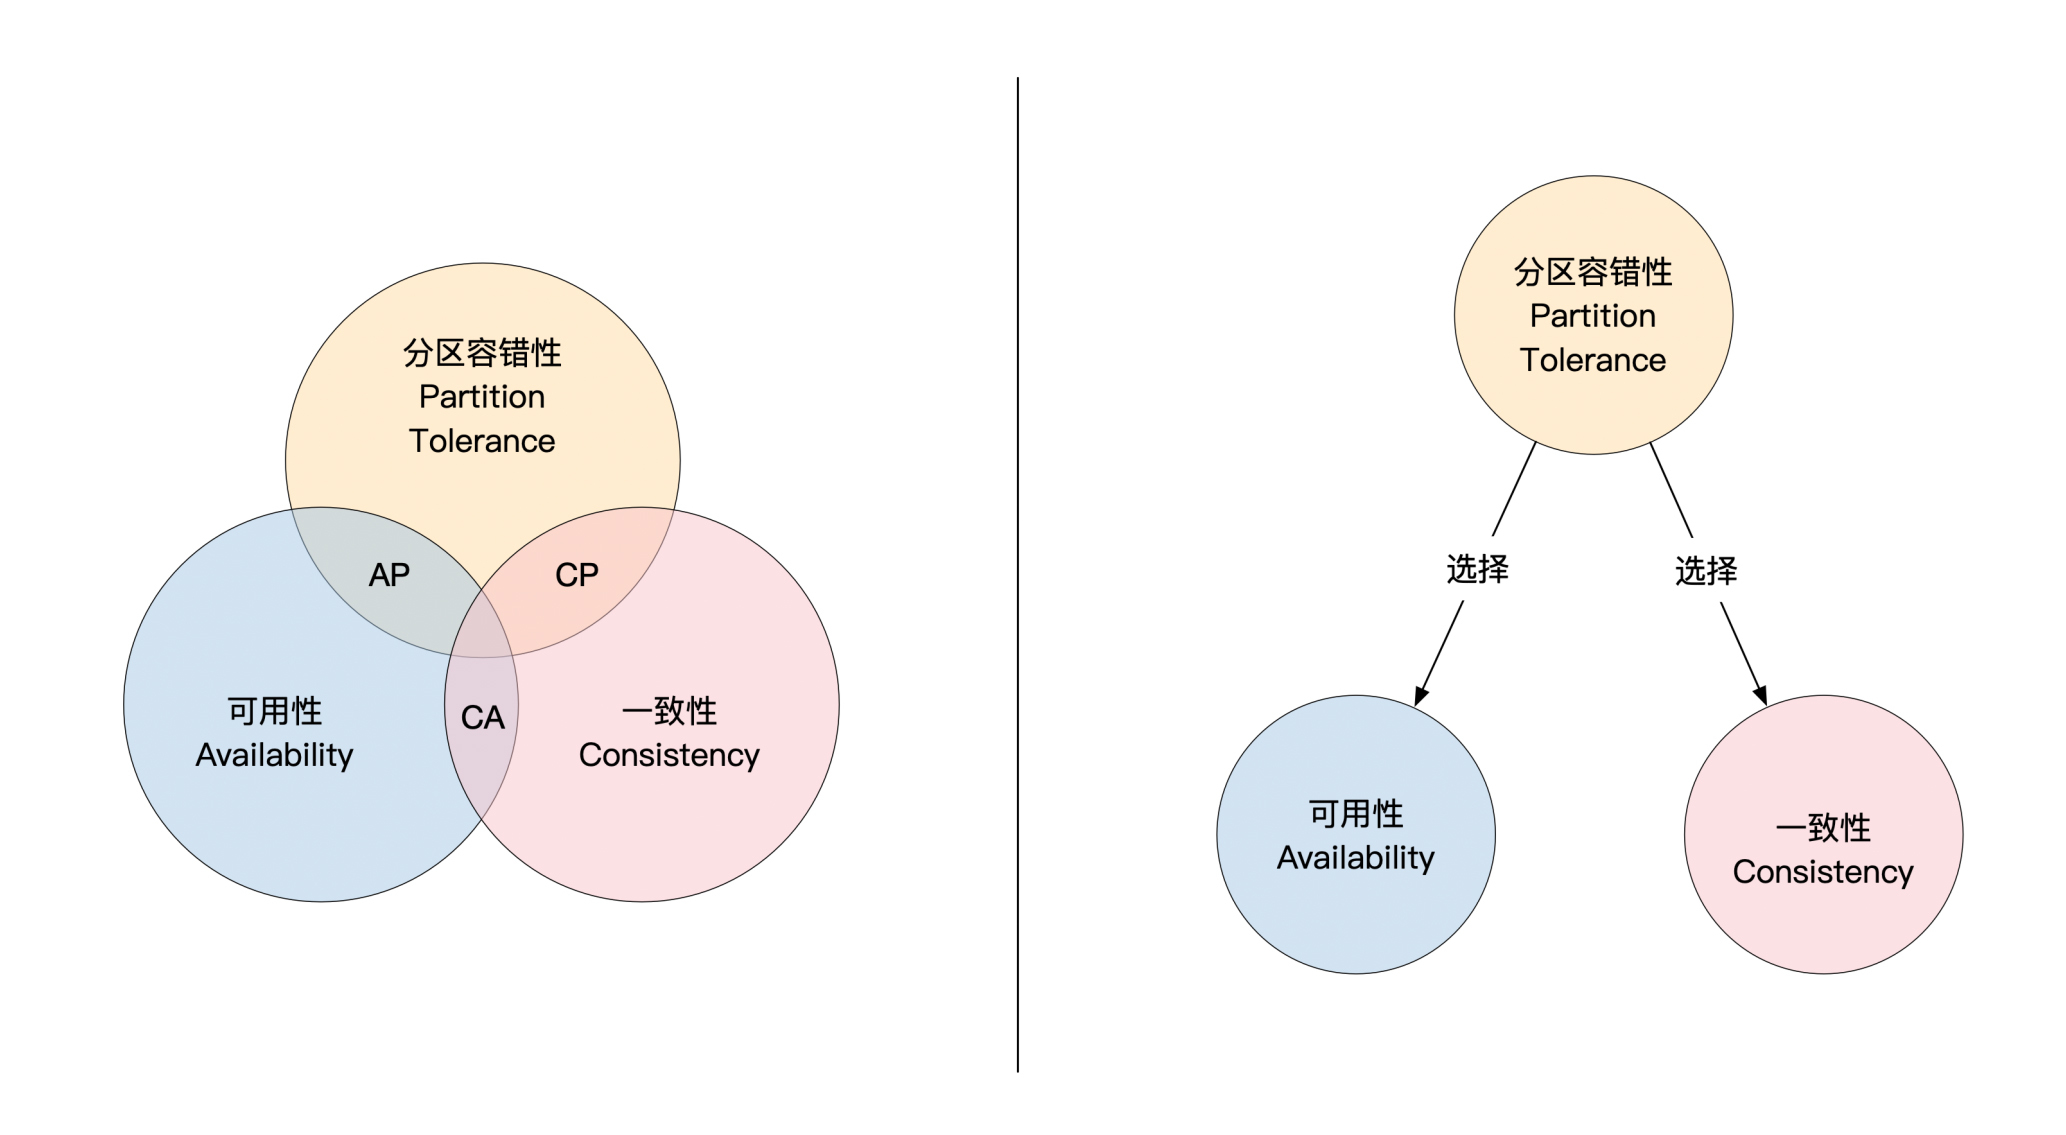 分区容错性
Partition
Tolerance
AP
CP
可用性
Availability
CA
一致性
Consistency
分区容错性
Partition
Tolerance
选择
选择
可用性
Availability
一致性
Consistency